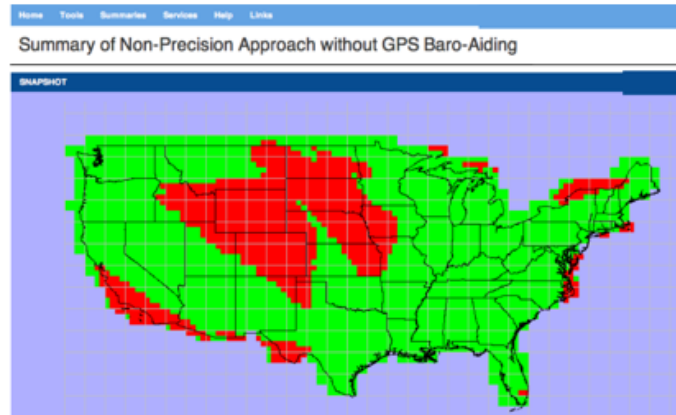 Home Tools Summaries Services Help Links
Summary of Non-Precision Approach without GPS Baro-Aiding
SNAPSHOT